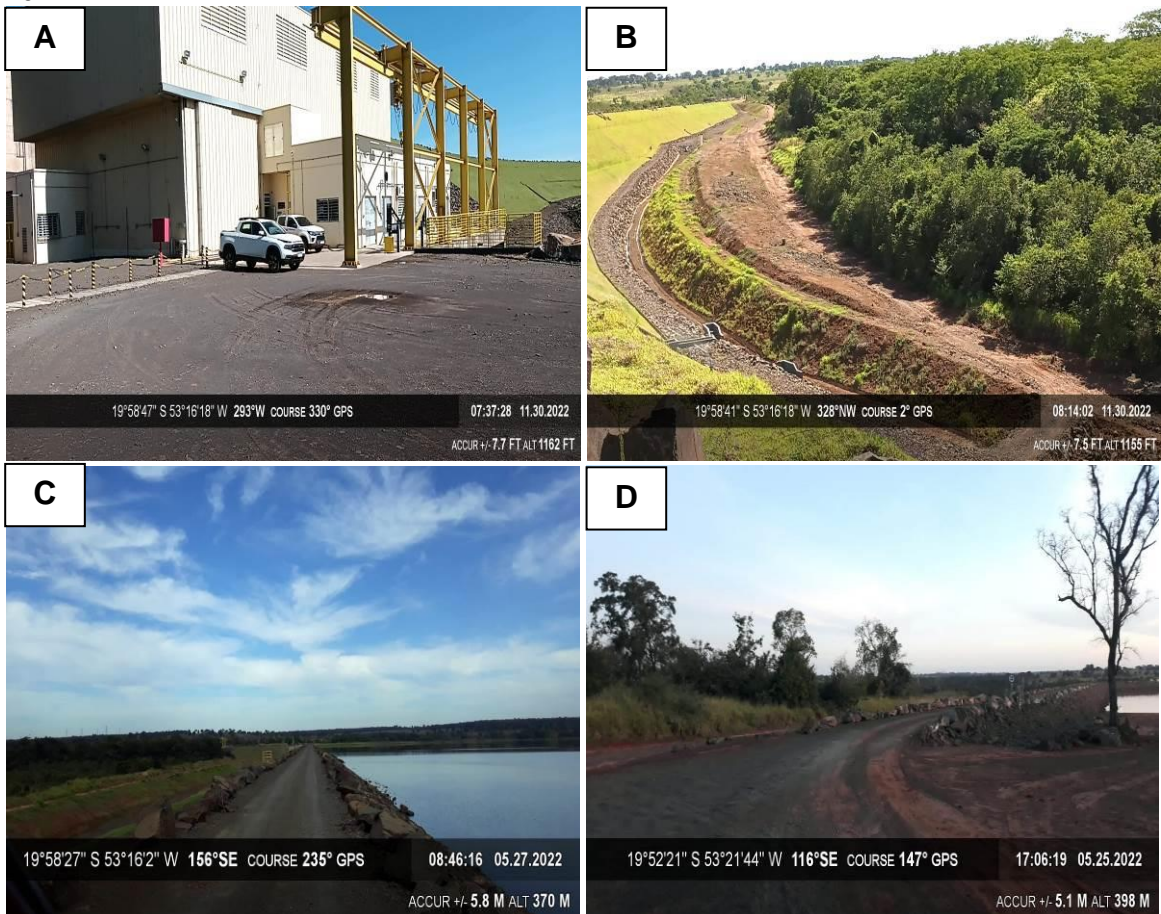 A
19°58'47" S 53°16'18" W 293°W COURSE 330° GPS 07:37:28 11.30.2022
ACCUR +/- 7.7 FT ALT 1162 FT
B
19°58'41" S 53°16'18" W 328°NW COURSE 2° GPS 08:14:02 11.30.2022
ACCUR +/- 7.5 FT ALT 1155 FT
C
19°58'27" S 53°16'2" W 156°SE COURSE 235° GPS 08:46:16 05.27.2022
ACCUR +/- 5.8 M ALT 370 M
D
19°52'21" S 53°21'44" W 116°SE COURSE 147° GPS 17:06:19 05.25.2022
ACCUR +/- 5.1 M ALT 398 M